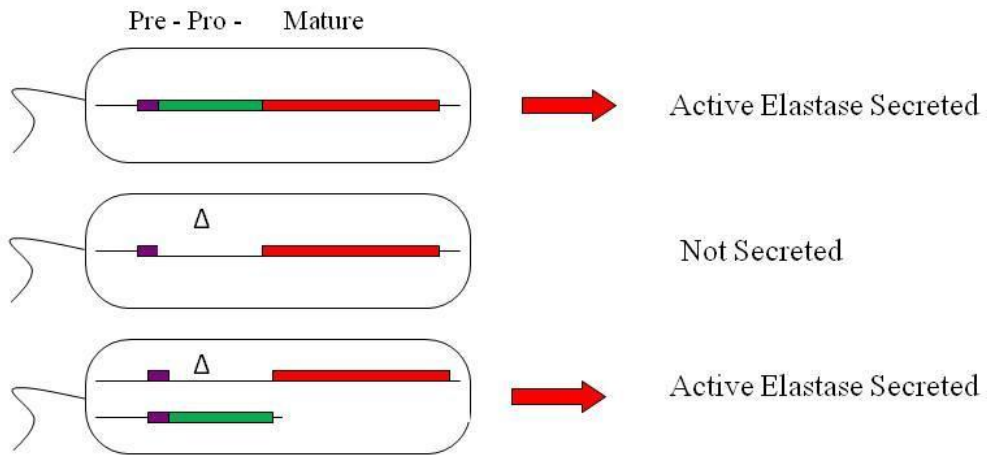 Pre - Pro - Mature
Active Elastase Secreted
Δ
Not Secreted
Δ
Active Elastase Secreted